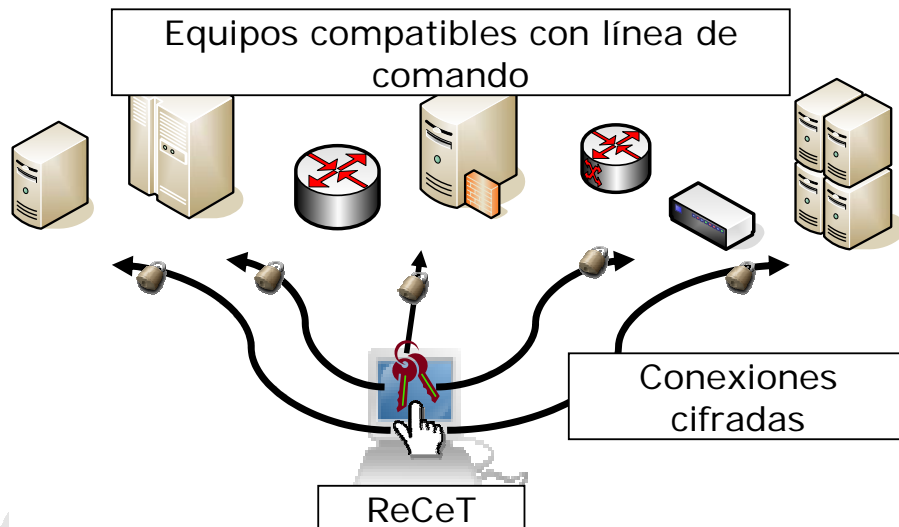 Equipos compatibles con línea de
comando
Conexiones
cifradas
ReCeT